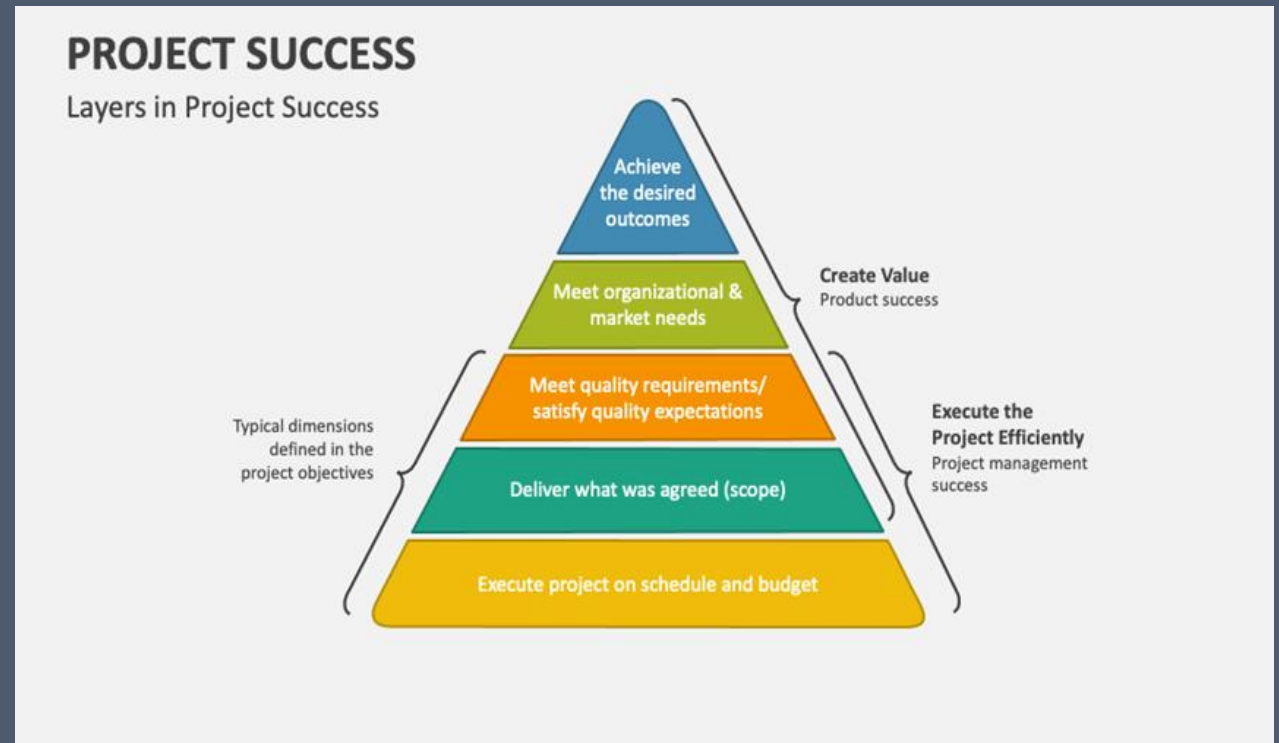 PROJECT SUCCESS
Layers in Project Success
Achieve
the desired
outcomes
Meet organizational &
market needs
Meet quality requirements/
satisfy quality expectations
Deliver what was agreed (scope)
Execute project on schedule and budget
Typical dimensions
defined in the
project objectives
Create Value
Product success
Execute the
Project Efficiently
Project management
success